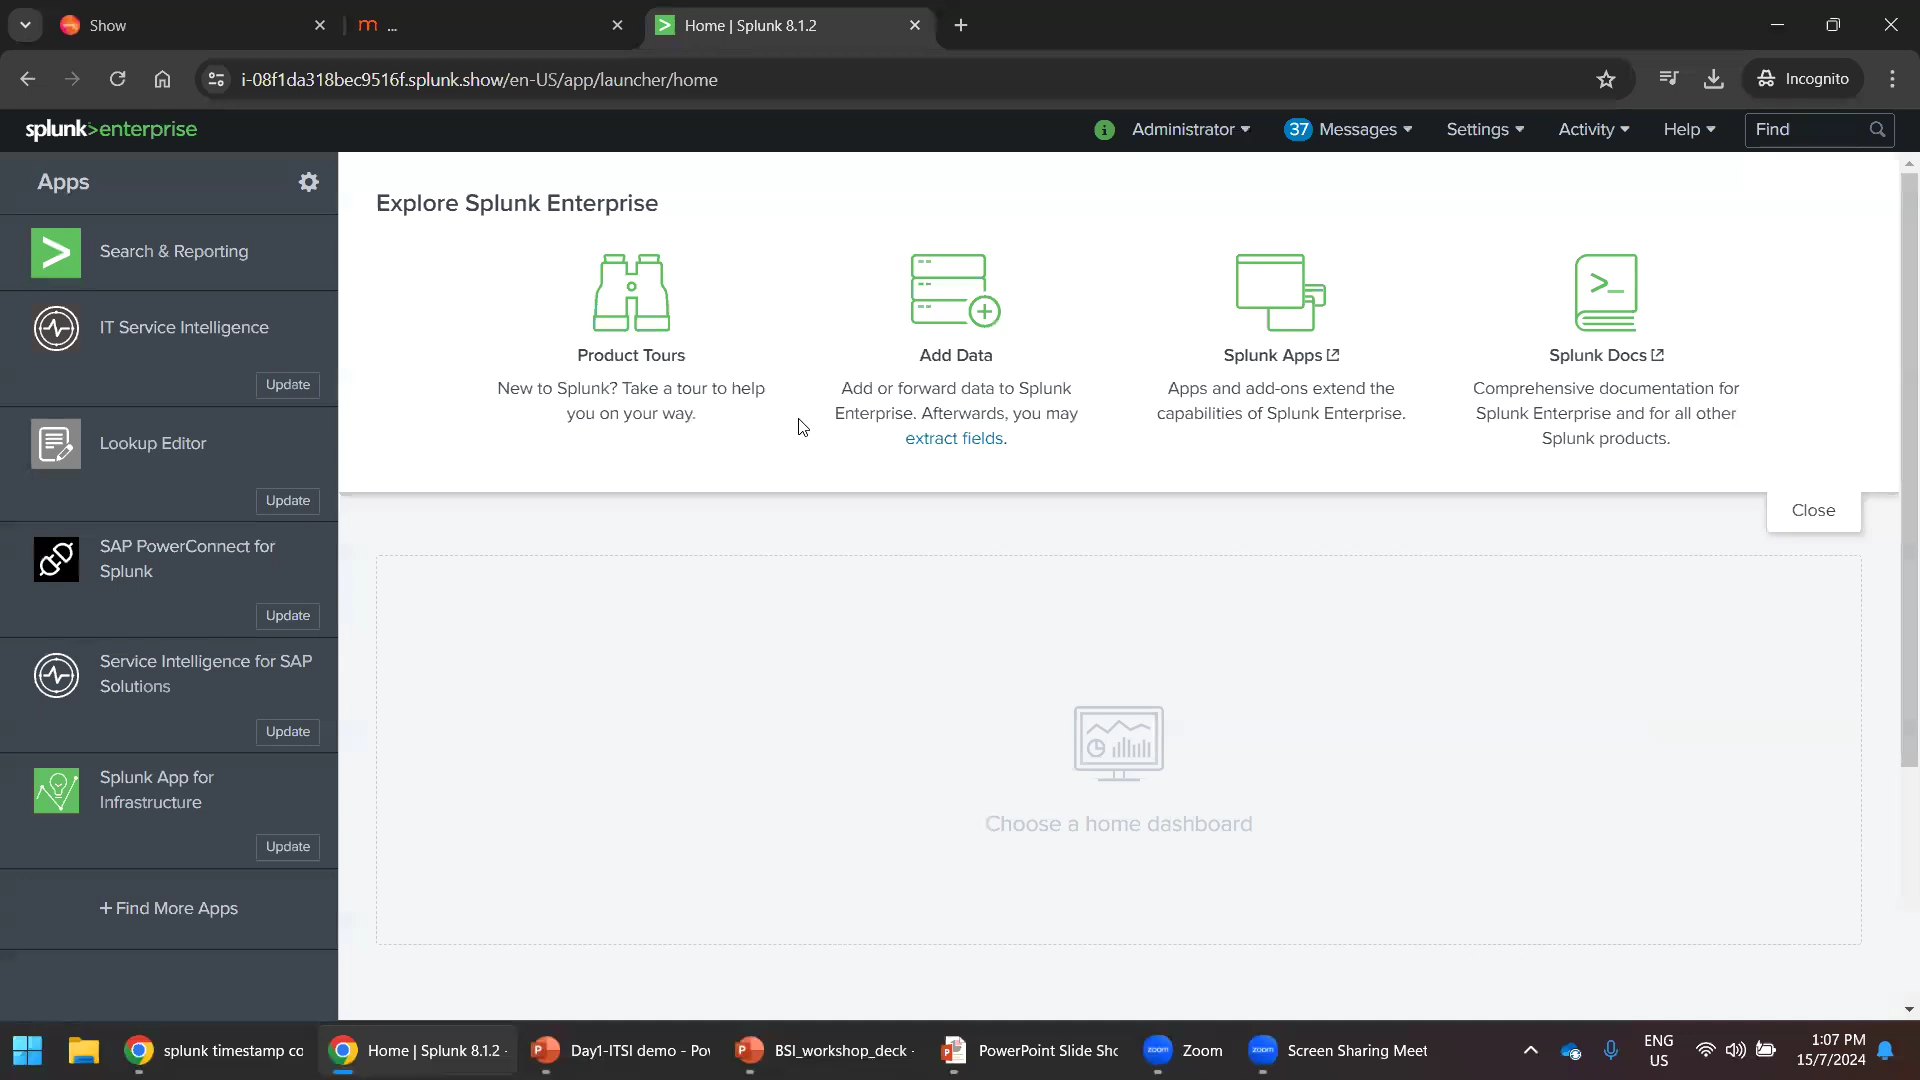 Show
m ...
Home | Splunk 8.1.2
i-08f1da318bec9516f.splunk.show/en-US/app/launcher/home
Incognito
splunk>enterprise
i Administrator
37 Messages
Settings
Activity
Help
Find
Apps
Search & Reporting
IT Service Intelligence
Update
Lookup Editor
Update
SAP PowerConnect for
Splunk
Update
Service Intelligence for SAP
Solutions
Update
Splunk App for
Infrastructure
Update
+ Find More Apps
Explore Splunk Enterprise
Product Tours
New to Splunk? Take a tour to help
you on your way.
Add Data
Add or forward data to Splunk
Enterprise. Afterwards, you may
extract fields.
Splunk Apps
Apps and add-ons extend the
capabilities of Splunk Enterprise.
Splunk Docs
Comprehensive documentation for
Splunk Enterprise and for all other
Splunk products.
Close
Choose a home dashboard
splunk timestamp co
Home | Splunk 8.1.2 -
Day1-ITSI demo - Po
BSI_workshop_deck -
PowerPoint Slide Sho
zoom Zoom
zoom Screen Sharing Meet
ENG
US
1:07 PM
15/7/2024